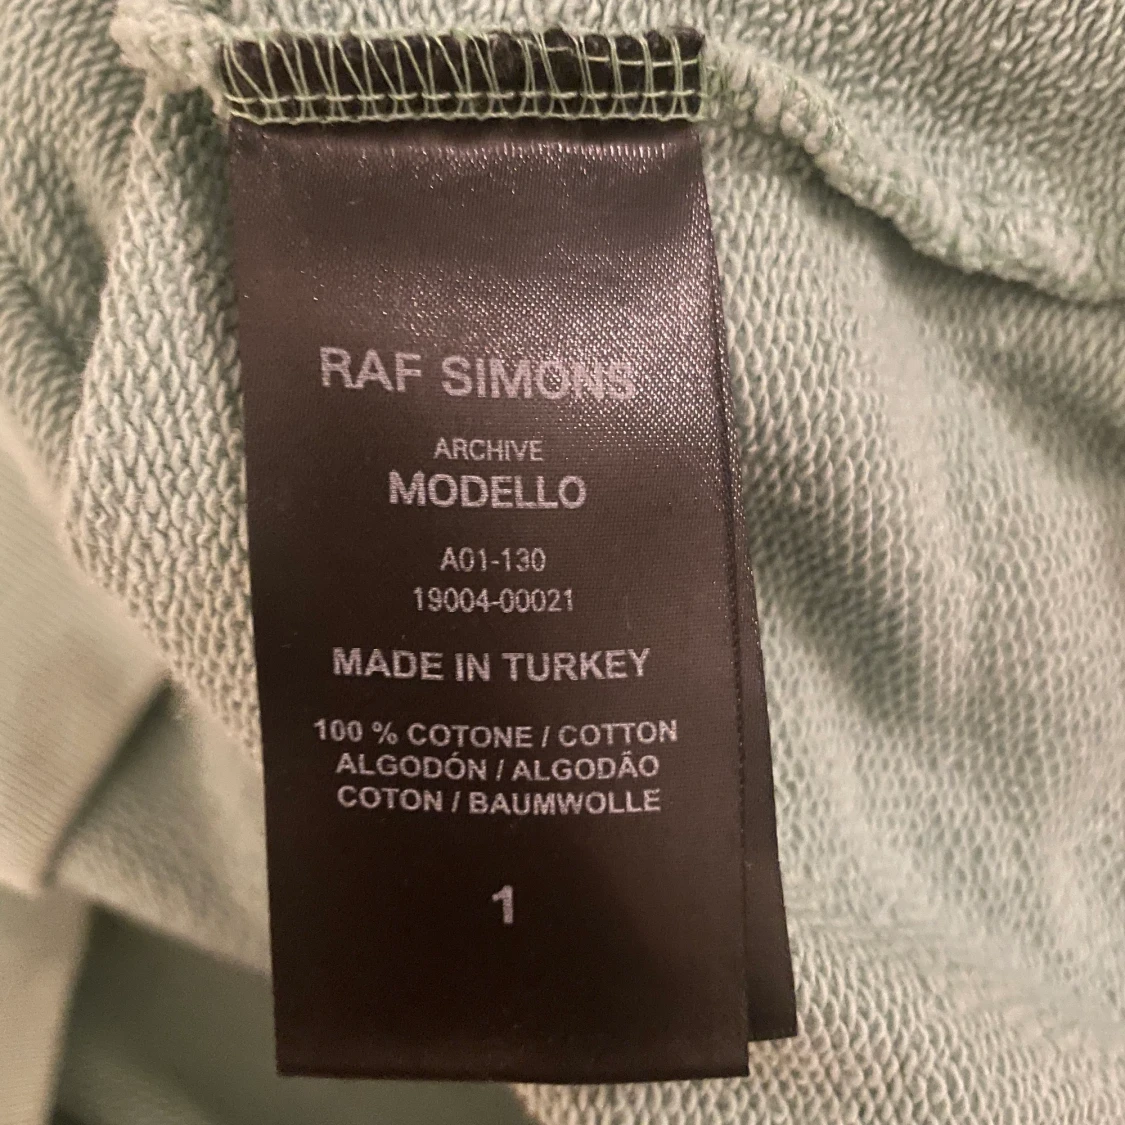 RAF SIMONS
ARCHIVE
MODELLO
A01-130
19004-00021
MADE IN TURKEY
100 % COTONE / COTTON
ALGODÓN / ALGODÃO
COTON / BAUMWOLLE
1